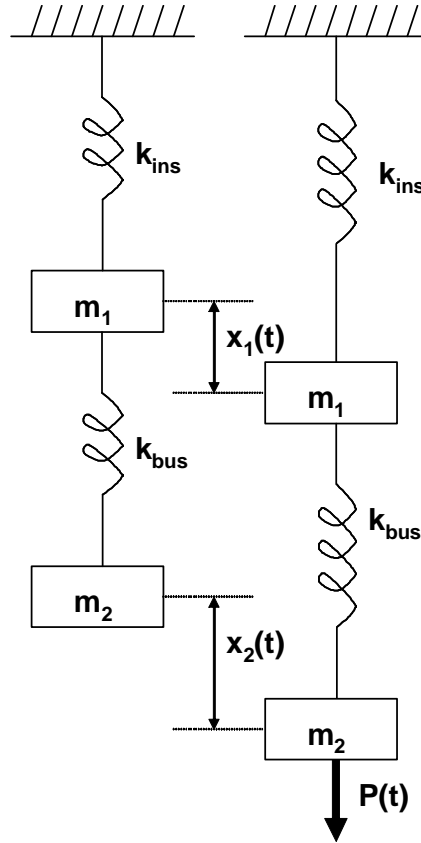 k_ins
m_1
k_bus
m_2
x_1(t)
x_2(t)
k_ins
m_1
k_bus
m_2
P(t)